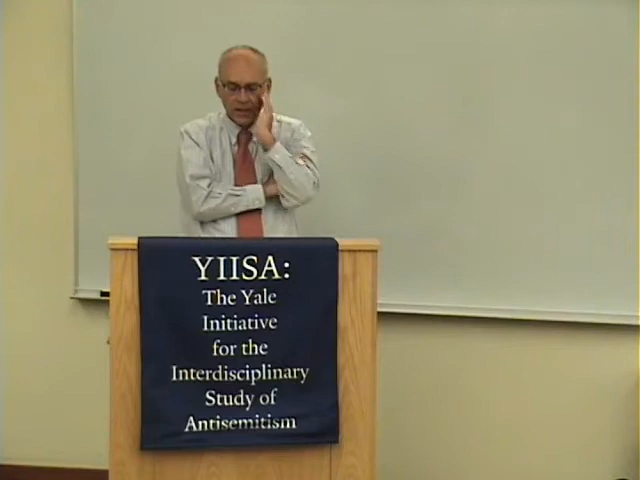 YIISA:
The Yale
Initiative
for the
Interdisciplinary
Study of
Antisemitism